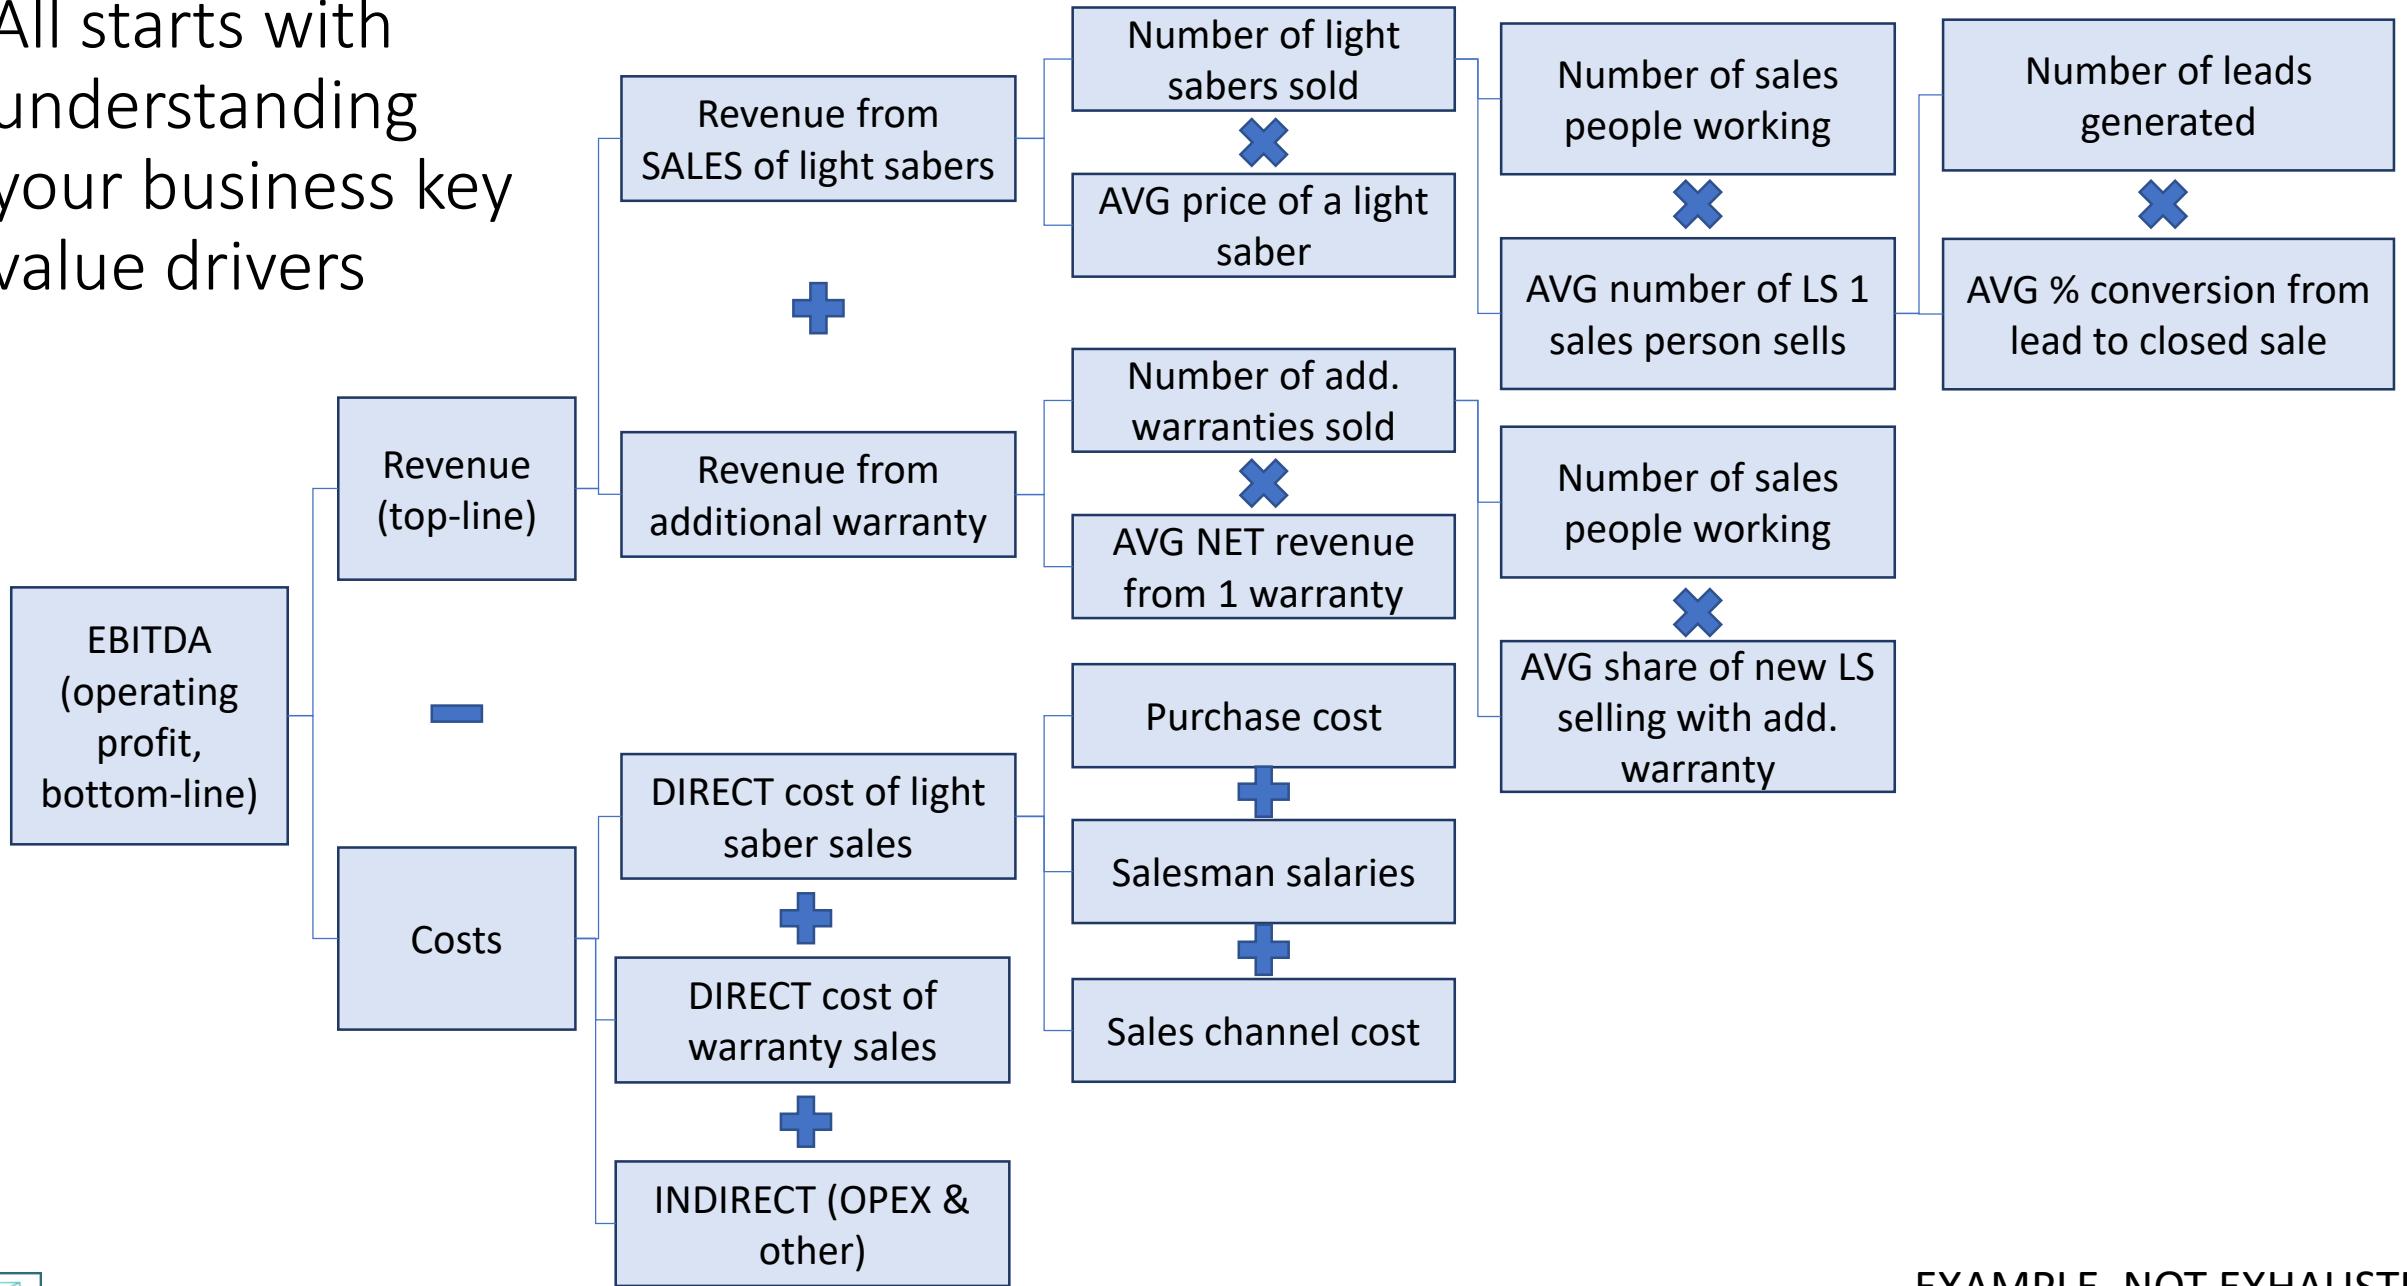 All starts with
understanding
your business key
value drivers
Number of light
sabers sold
Number of sales
people working
Number of leads
generated
Revenue from
SALES of light sabers
AVG price of a light
saber
AVG number of LS 1
sales person sells
AVG % conversion from
lead to closed sale
Number of add.
warranties sold
Revenue
(top-line)
Revenue from
additional warranty
Number of sales
people working
AVG NET revenue
from 1 warranty
EBITDA
(operating
profit,
bottom-line)
AVG share of new LS
selling with add.
warranty
Purchase cost
DIRECT cost of light
saber sales
Salesman salaries
Costs
DIRECT cost of
warranty sales
Sales channel cost
INDIRECT (OPEX &
other)
EXAMPLE, NOT